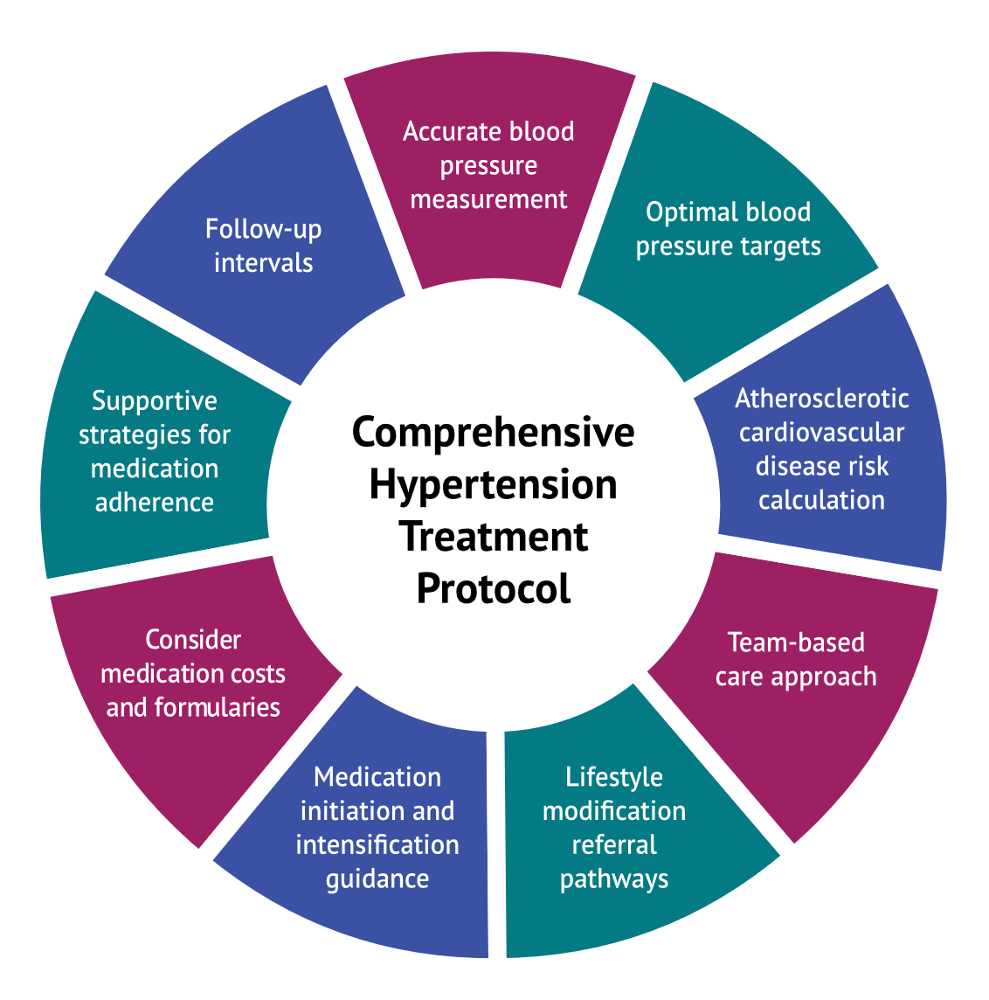 Accurate blood
pressure
measurement
Optimal blood
pressure targets
Atherosclerotic
cardiovascular
disease risk
calculation
Team-based
care approach
Lifestyle
modification
referral
pathways
Medication
initiation and
intensification
guidance
Consider
medication costs
and formularies
Supportive
strategies for
medication
adherence
Follow-up
intervals
Comprehensive
Hypertension
Treatment
Protocol